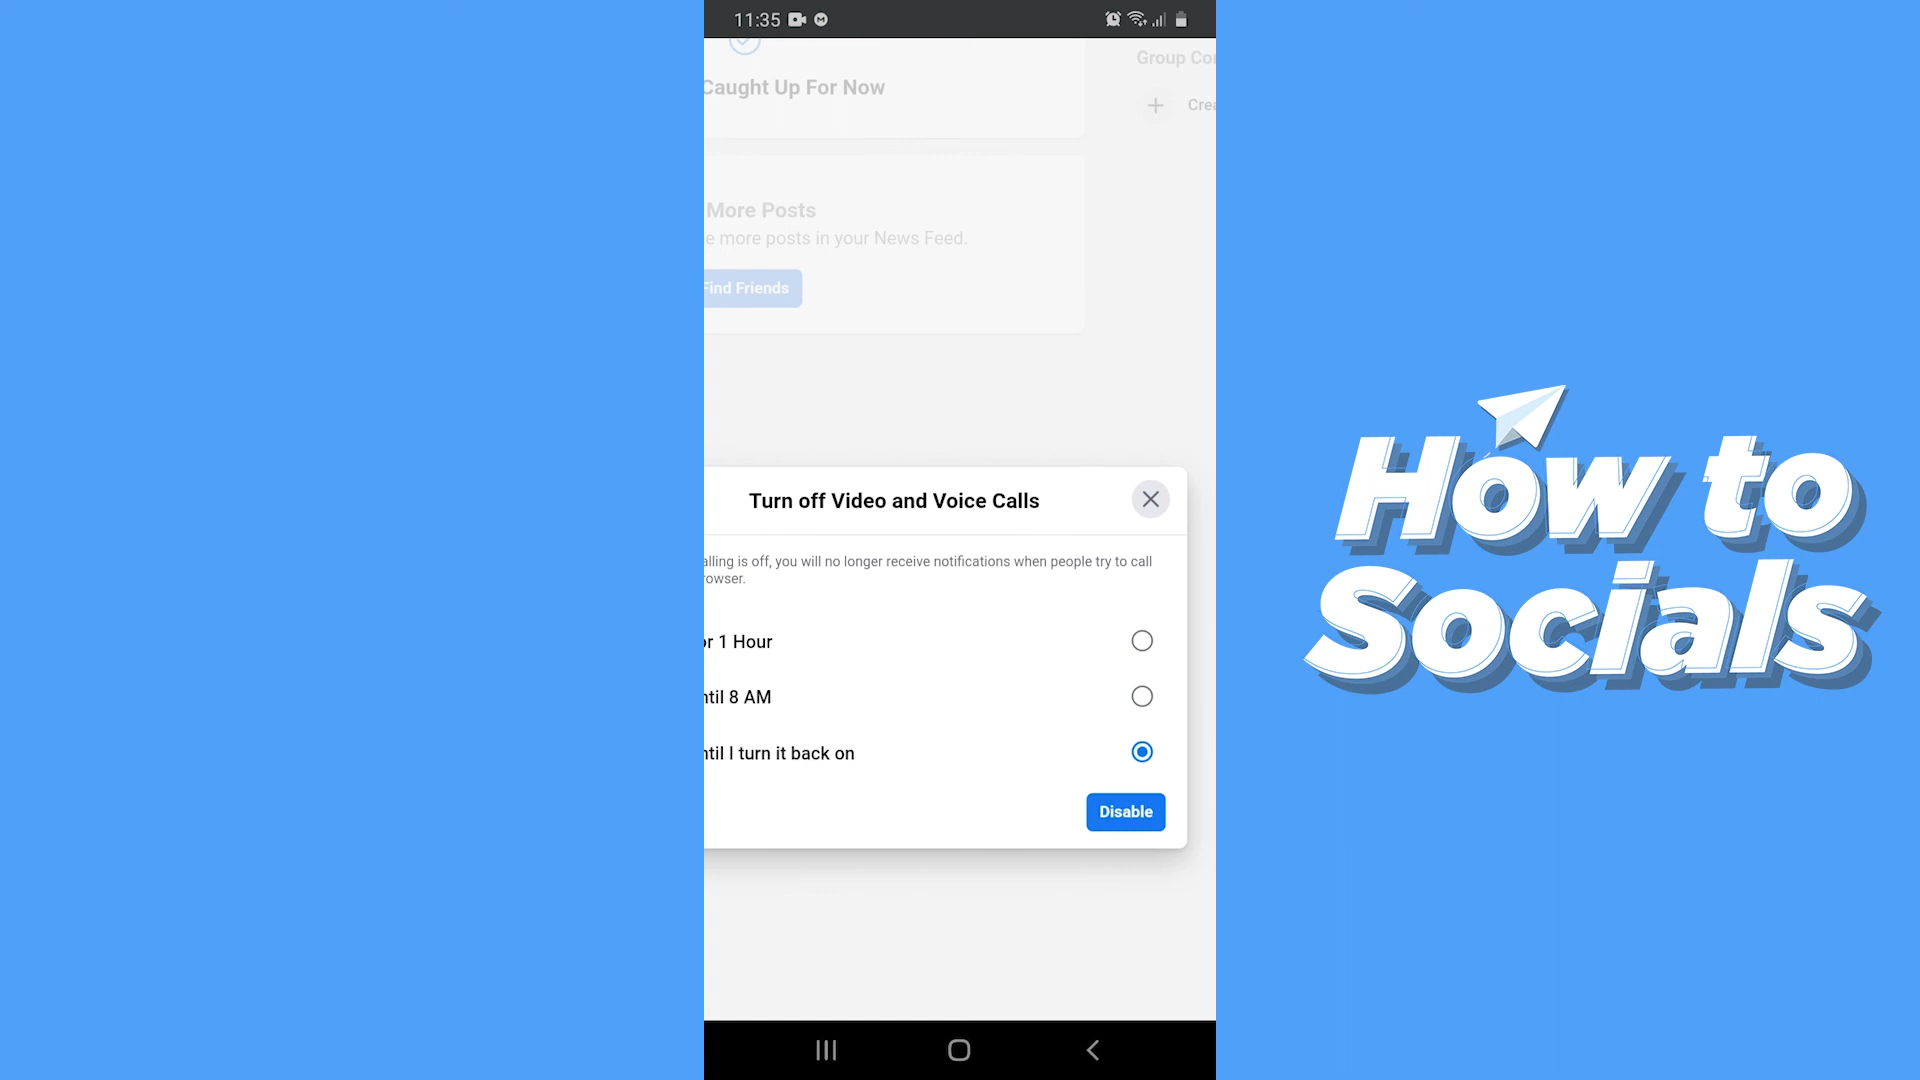 11:35
Group Cor
Caught Up For Now
Crea
More Posts
e more posts in your News Feed.
Find Friends
Turn off Video and Voice Calls
alling is off, you will no longer receive notifications when people try to call
rowser.
or 1 Hour
ntil 8 AM
ntil I turn it back on
Disable
How to
Socials